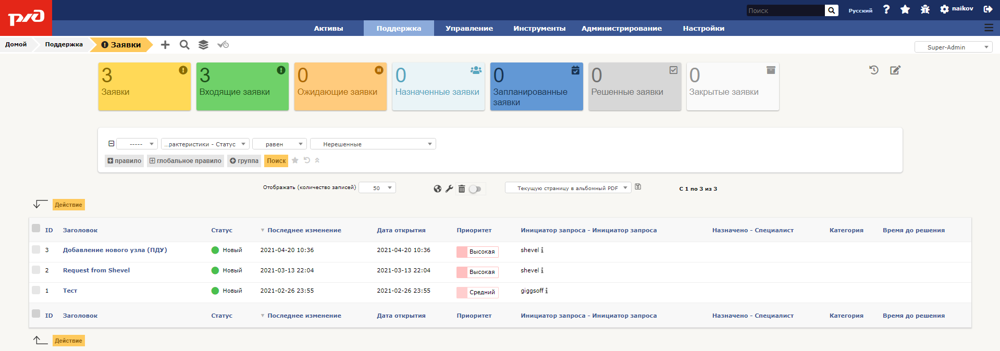 ржд
Поиск
Русский
naikov
Активы
Поддержка
Управление
Инструменты
Администрирование
Настройки
Домой
Поддержка
Заявки
Super-Admin
3
Заявки
3
Входящие заявки
0
Ожидающие заявки
0
Назначенные заявки
0
Запланированные
заявки
0
Решенные заявки
0
Закрытые заявки
-----
...рактеристики - Статус
равен
Нерешенные
правило
глобальное правило
группа
Поиск
Отображать (количество записей)
50
Текущую страницу в альбомный PDF
С 1 по 3 из 3
Действие
ID Заголовок Статус Последнее изменение Дата открытия Приоритет Инициатор запроса - Инициатор запроса Назначено - Специалист Категория Время до решения
3 Добавление нового узла (ПДУ) Новый 2021-04-20 10:36 2021-04-20 10:36 Высокая shevel
2 Request from Shevel Новый 2021-03-13 22:04 2021-03-13 22:04 Высокая shevel
1 Тест Новый 2021-02-26 23:55 2021-02-26 23:55 Средний giggsoff
ID Заголовок Статус Последнее изменение Дата открытия Приоритет Инициатор запроса - Инициатор запроса Назначено - Специалист Категория Время до решения
Действие